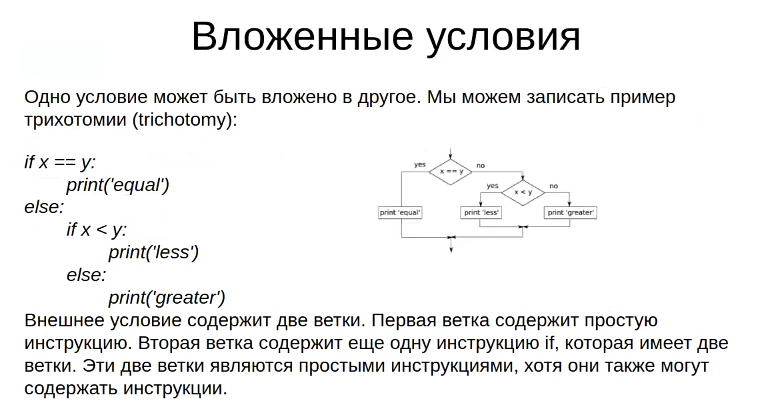 Вложенные условия
Одно условие может быть вложено в другое. Мы можем записать пример
трихотомии (trichotomy):
if x == y:
print('equal')
else:
if x < y:
print('less')
else:
print('greater')
yes
x == y
no
yes
x < y
no
print 'equal'
print 'less'
print 'greater'
Внешнее условие содержит две ветки. Первая ветка содержит простую
инструкцию. Вторая ветка содержит еще одну инструкцию if, которая имеет две
ветки. Эти две ветки являются простыми инструкциями, хотя они также могут
содержать инструкции.